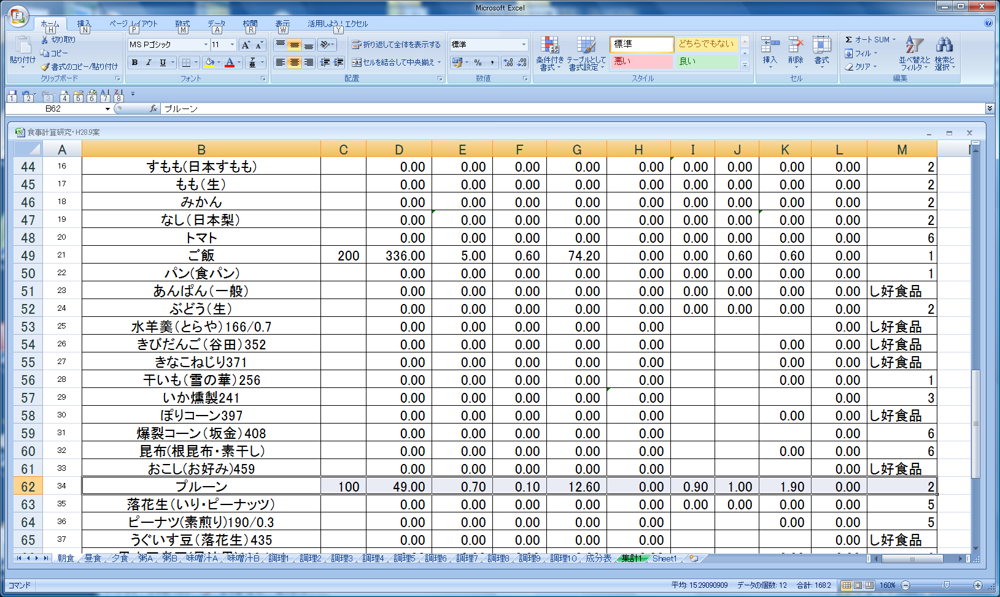 Microsoft Excel
ホーム 挿入 ページ レイアウト 数式 データ 校閲 表示 活用しよう！エクセル
H N P M A R W Y
貼り付け 切り取り
コピー
書式のコピー/貼り付け
クリップボード
MS Pゴシック 11
B I U
フォント
折り返して全体を表示する
セルを結合して中央揃え
配置
標準
数値
条件付き書式 テーブルとして書式設定
標準 どちらでもない
悪い 良い
スタイル
挿入 削除 書式
セル
Σ オート SUM
フィル
クリア
並べ替えとフィルタ 検索と選択
編集
1 2 3 4 5 6 7 8
B62 fx プルーン
食事計算研究・H28.9案
A B C D E F G H I J K L M
44 16 すもも(日本すもも) 0.00 0.00 0.00 0.00 0.00 0.00 0.00 0.00 0.00 2
45 17 もも（生） 0.00 0.00 0.00 0.00 0.00 0.00 0.00 0.00 0.00 2
46 18 みかん 0.00 0.00 0.00 0.00 0.00 0.00 0.00 0.00 0.00 2
47 19 なし（日本梨） 0.00 0.00 0.00 0.00 0.00 0.00 0.00 0.00 0.00 2
48 20 トマト 0.00 0.00 0.00 0.00 0.00 0.00 0.00 0.00 0.00 6
49 21 ご飯 200 336.00 5.00 0.60 74.20 0.00 0.00 0.60 0.60 0.00 1
50 22 パン(食パン) 0.00 0.00 0.00 0.00 0.00 0.00 0.00 0.00 0.00 1
51 23 あんぱん（一般） 0.00 0.00 0.00 0.00 0.00 0.00 0.00 0.00 0.00 し好食品
52 24 ぶどう（生） 0.00 0.00 0.00 0.00 0.00 0.00 0.00 0.00 0.00 2
53 25 水羊羹（とらや）166/0.7 0.00 0.00 0.00 0.00 0.00 0.00 し好食品
54 26 きびだんご（谷田）352 0.00 0.00 0.00 0.00 0.00 0.00 0.00 し好食品
55 27 きなこねじり371 0.00 0.00 0.00 0.00 0.00 0.00 0.00 し好食品
56 28 干いも（雪の華）256 0.00 0.00 0.00 0.00 0.00 0.00 0.00 1
57 29 いか燻製241 0.00 0.00 0.00 0.00 0.00 0.00 3
58 30 ぽりコーン397 0.00 0.00 0.00 0.00 0.00 0.00 0.00 し好食品
59 31 爆裂コーン（坂金）408 0.00 0.00 0.00 0.00 0.00 0.00 6
60 32 昆布(根昆布・素干し) 0.00 0.00 0.00 0.00 0.00 0.00 0.00 6
61 33 おこし(お好み)459 0.00 0.00 0.00 0.00 0.00 0.00 し好食品
62 34 プルーン 100 49.00 0.70 0.10 12.60 0.00 0.90 1.00 1.90 0.00 2
63 35 落花生（いり・ピーナッツ） 0.00 0.00 0.00 0.00 0.00 0.00 0.00 0.00 0.00 5
64 36 ピーナツ(素煎り)190/0.3 0.00 0.00 0.00 0.00 0.00 0.00 0.00 5
65 37 うぐいす豆（落花生）435 0.00 0.00 0.00 0.00 0.00 0.00 し好食品
朝食 昼食 夕食 粥A 粥B 味噌汁A 味噌汁B 調理1 調理2 調理3 調理4 調理5 調理6 調理7 調理8 調理9 調理10 成分表 集計1 Sheet1
コマンド 平均: 15.29090909 データの個数: 12 合計: 168.2 160%